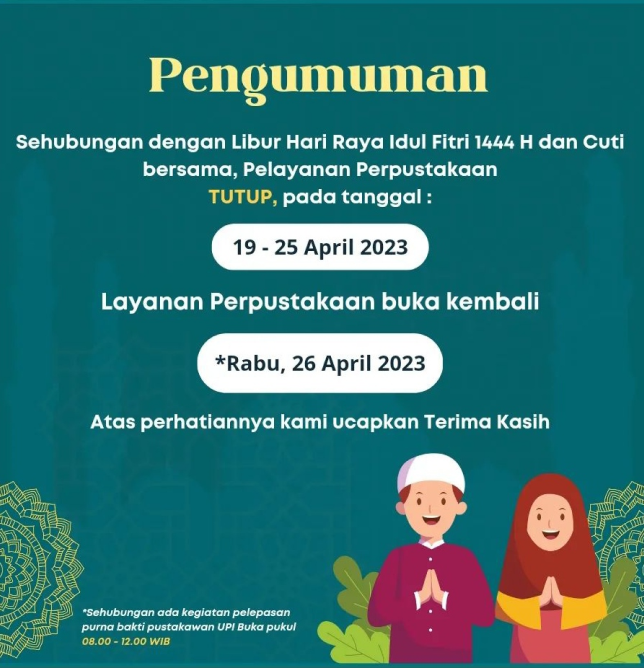 Pengumuman
Sehubungan dengan Libur Hari Raya Idul Fitri 1444 H dan Cuti
bersama, Pelayanan Perpustakaan
TUTUP, pada tanggal :
19 - 25 April 2023
Layanan Perpustakaan buka kembali
*Rabu, 26 April 2023
Atas perhatiannya kami ucapkan Terima Kasih
*Sehubungan ada kegiatan pelepasan
purna bakti pustakawan UPI Buka pukul
08.00 - 12.00 WIB